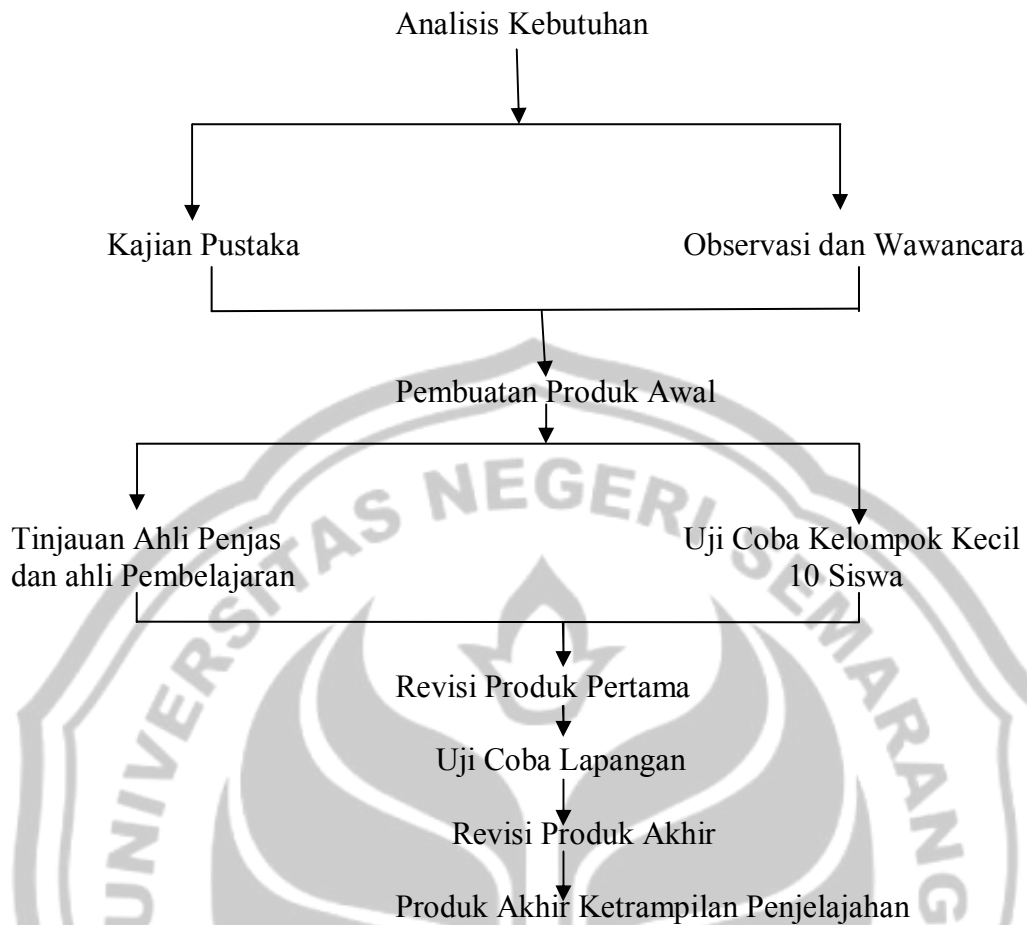 Analisis Kebutuhan
Kajian Pustaka
Observasi dan Wawancara
Pembuatan Produk Awal
UNIVERSITAS NEGERI SEMARANG
Tinjauan Ahli Penjas
dan ahli Pembelajaran
Uji Coba Kelompok Kecil
10 Siswa
Revisi Produk Pertama
Uji Coba Lapangan
Revisi Produk Akhir
Produk Akhir Ketrampilan Penjelajahan